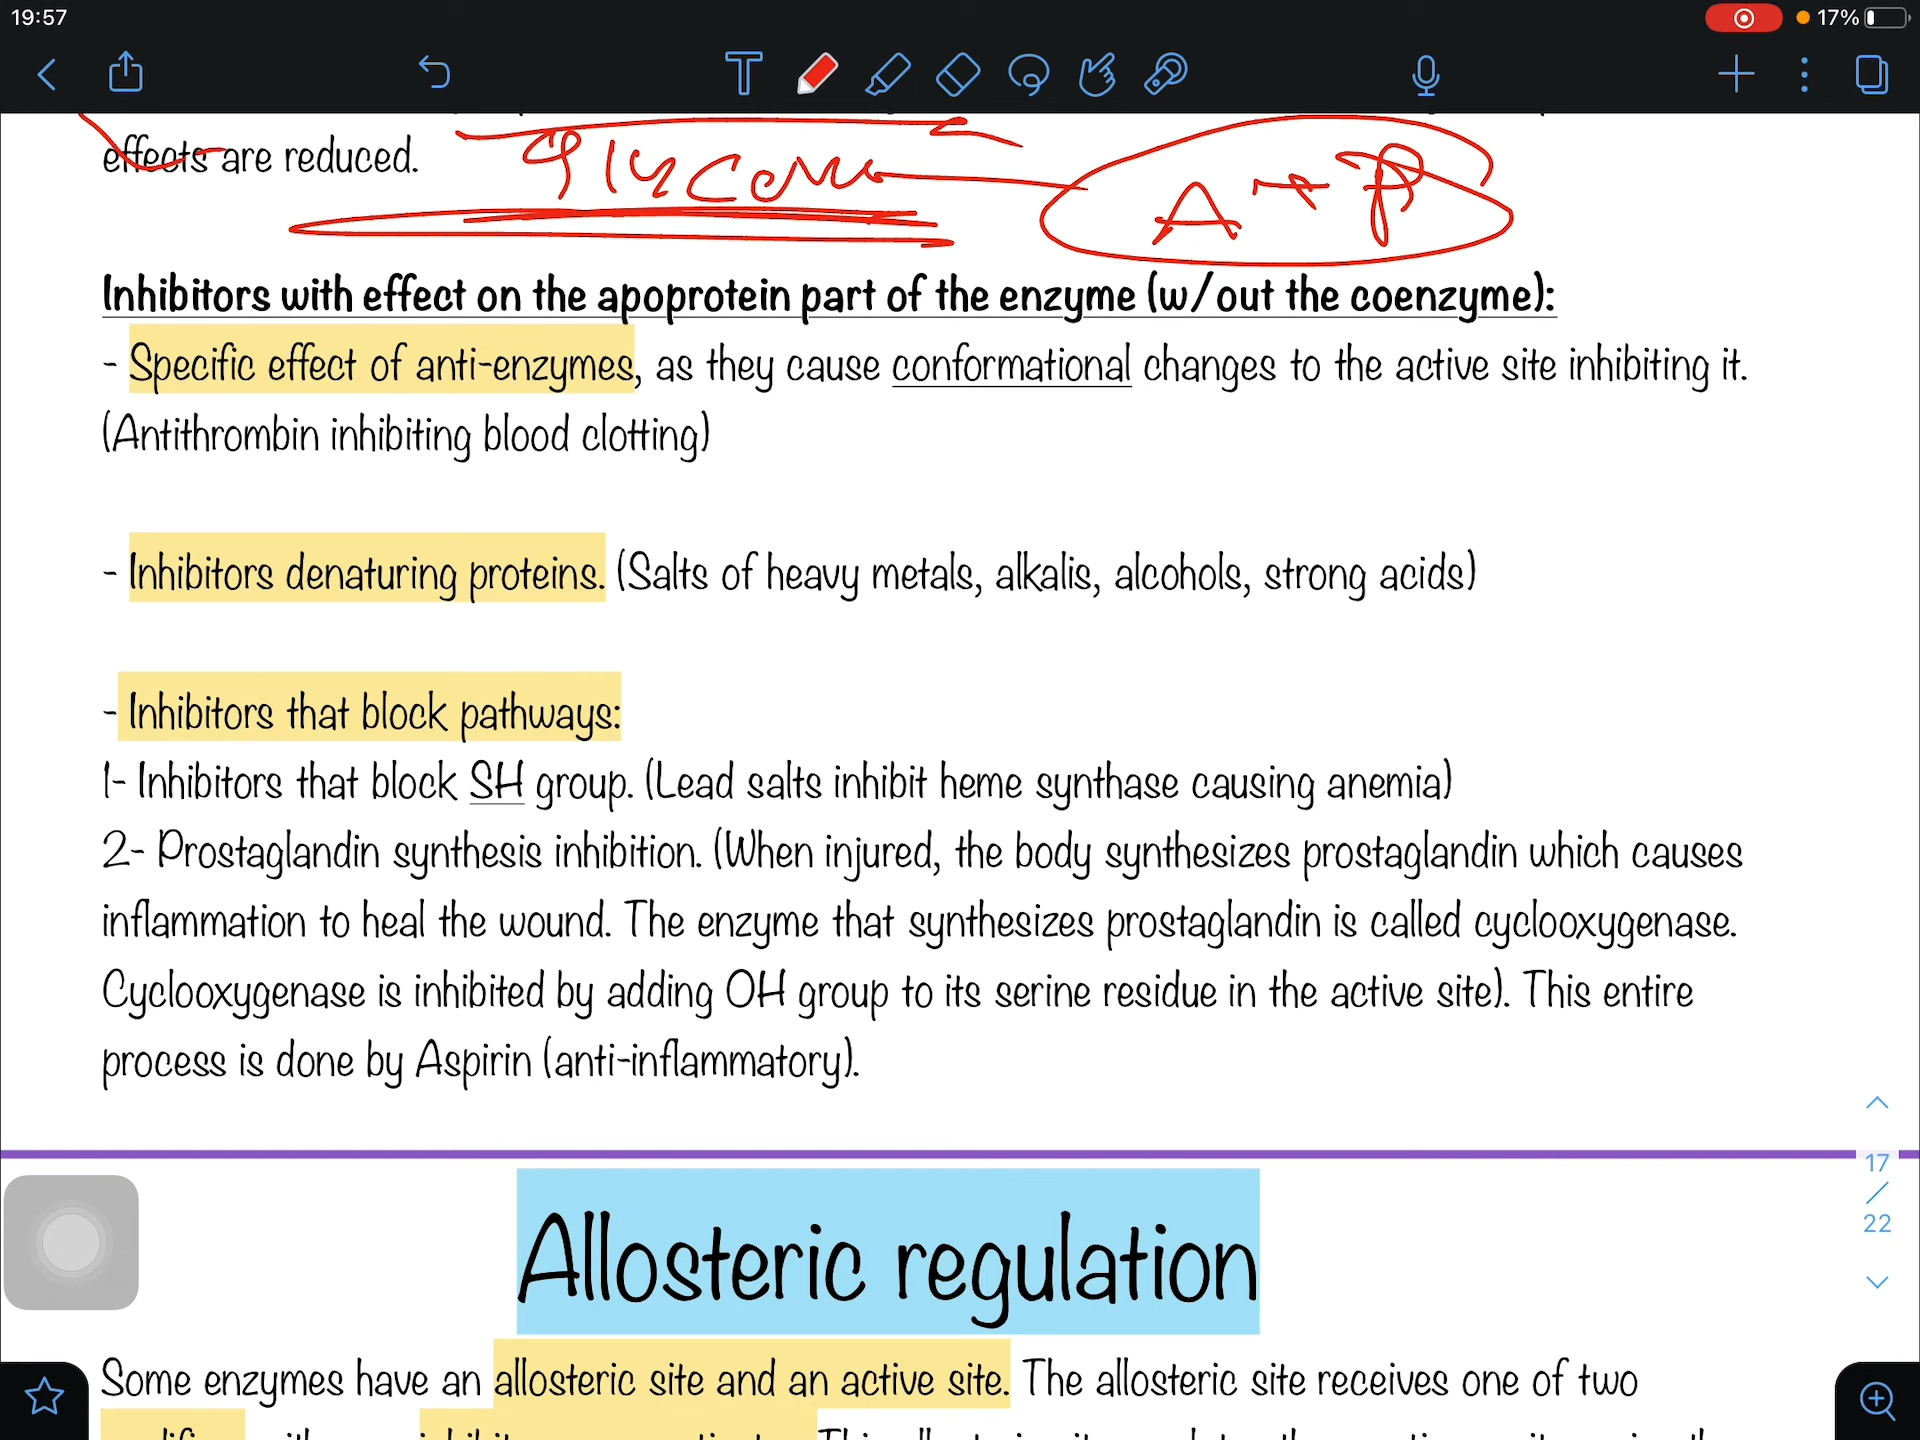 19:57
17%
effects are reduced.
A + P
Inhibitors with effect on the apoprotein part of the enzyme (w/out the coenzyme):
- Specific effect of anti-enzymes, as they cause conformational changes to the active site inhibiting it.
(Antithrombin inhibiting blood clotting)
- Inhibitors denaturing proteins. (Salts of heavy metals, alkalis, alcohols, strong acids)
- Inhibitors that block pathways:
1- Inhibitors that block SH group. (Lead salts inhibit heme synthase causing anemia)
2- Prostaglandin synthesis inhibition. (When injured, the body synthesizes prostaglandin which causes
inflammation to heal the wound. The enzyme that synthesizes prostaglandin is called cyclooxygenase.
Cyclooxygenase is inhibited by adding OH group to its serine residue in the active site). This entire
process is done by Aspirin (anti-inflammatory).
17
/
22
Allosteric regulation
Some enzymes have an allosteric site and an active site. The allosteric site receives one of two